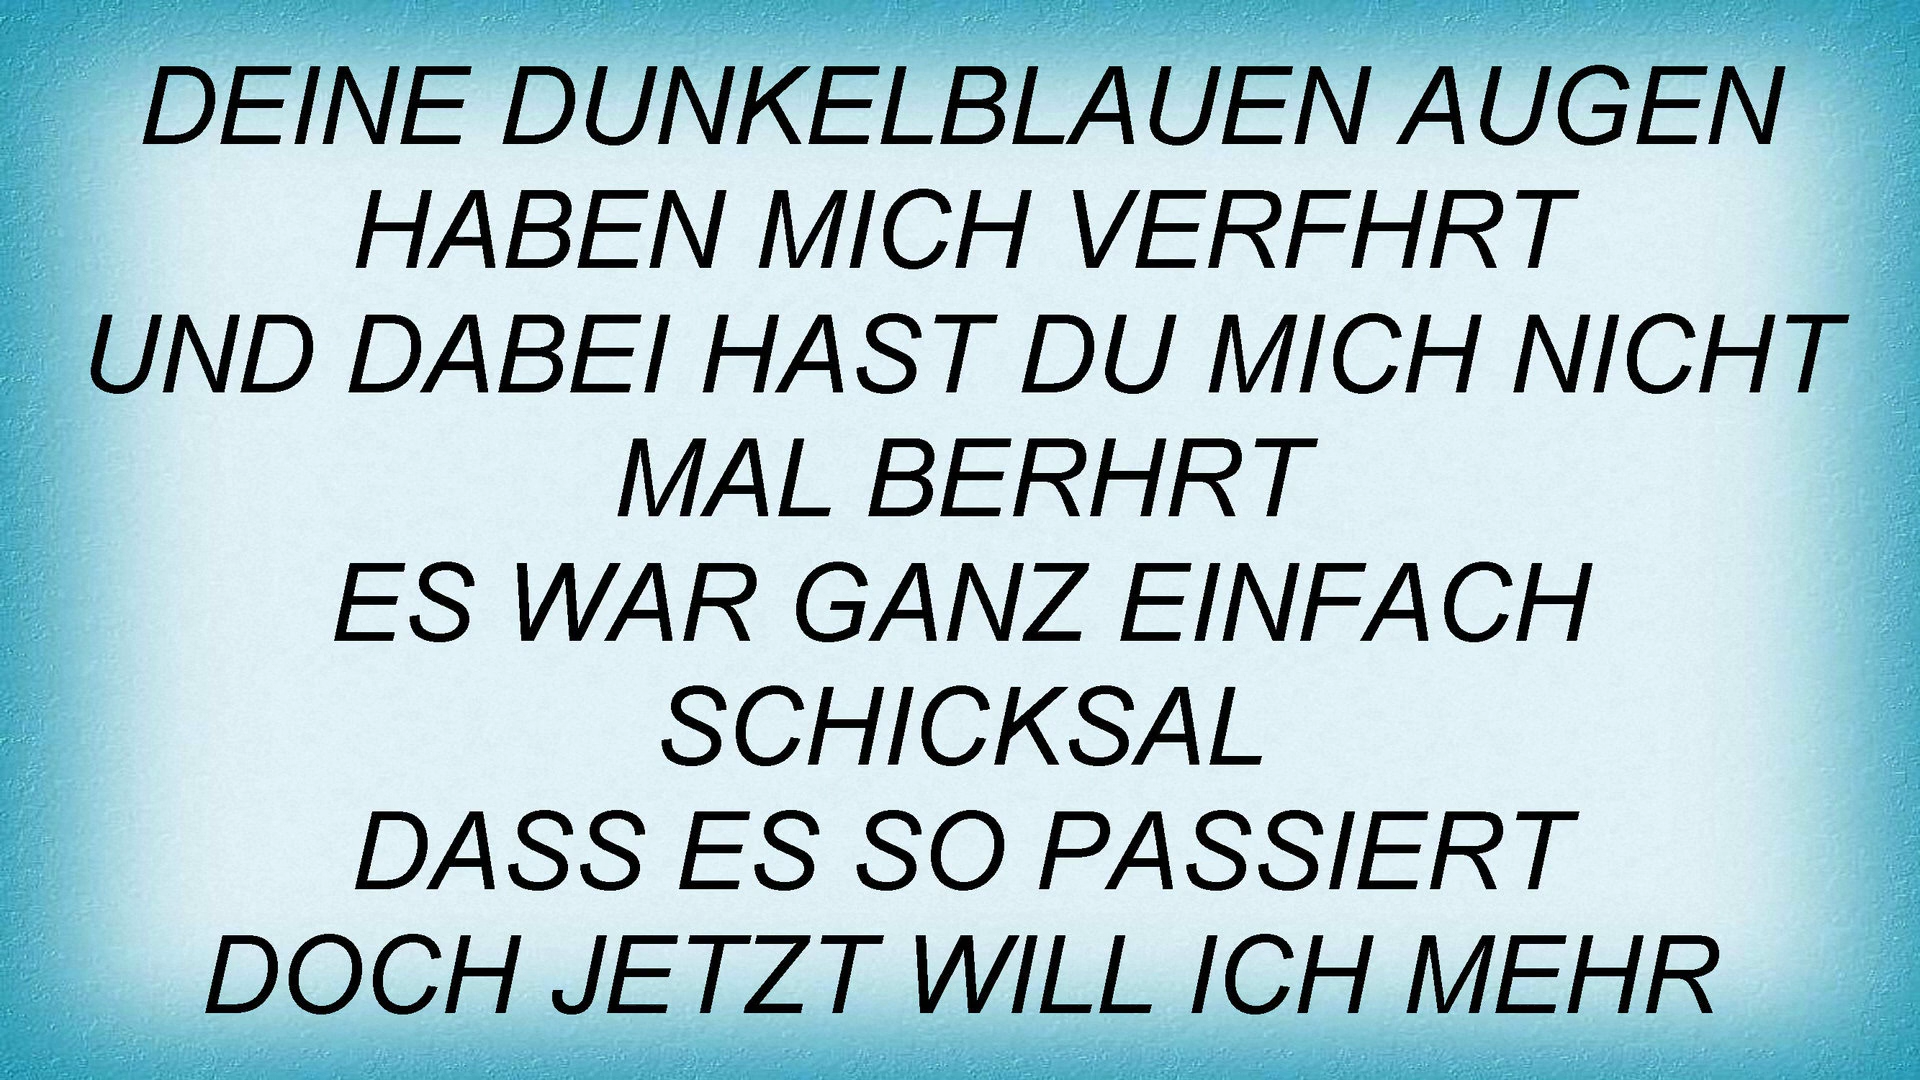 DEINE DUNKELBLAUEN AUGEN
HABEN MICH VERFHRT
UND DABEI HAST DU MICH NICHT
MAL BERHRT
ES WAR GANZ EINFACH
SCHICKSAL
DASS ES SO PASSIERT
DOCH JETZT WILL ICH MEHR